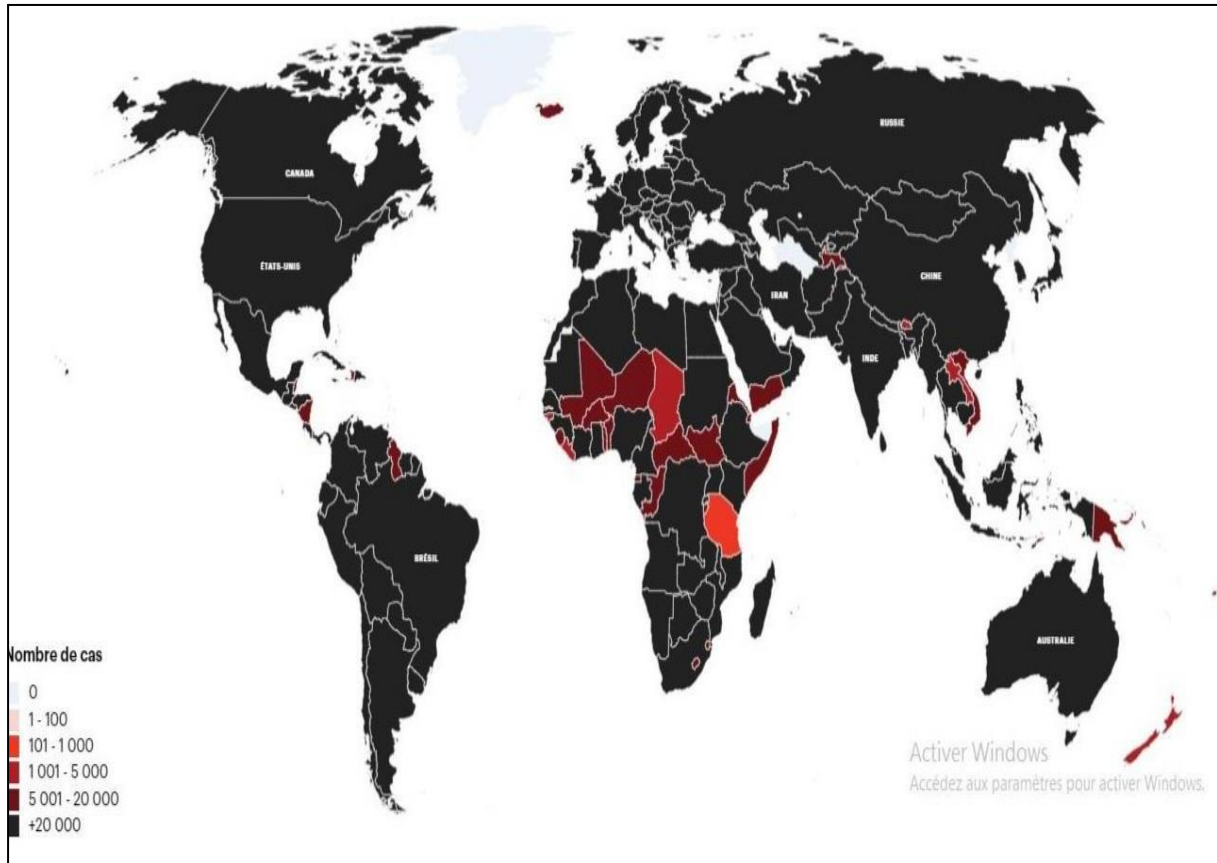 RUSSIE
CANADA
ÉTATS-UNIS
CHINE
IRAN
INDE
BRÉSIL
AUSTRALIE
Nombre de cas
0
1 - 100
101 - 1 000
1 001 - 5 000
5 001 - 20 000
+20 000
Activer Windows
Accédez aux paramètres pour activer Windows.